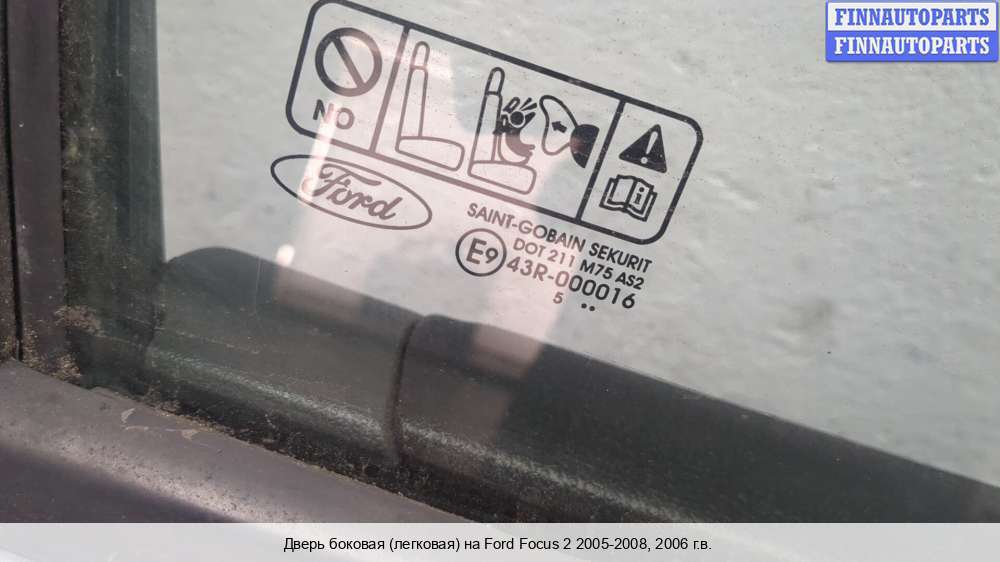 FINNAUTOPARTS
FINNAUTOPARTS
NO
Ford
SAINT-GOBAIN SEKURIT
DOT 211 M75 AS2
E9 43R-000016
5 ..
Дверь боковая (легковая) на Ford Focus 2 2005-2008, 2006 г.в.